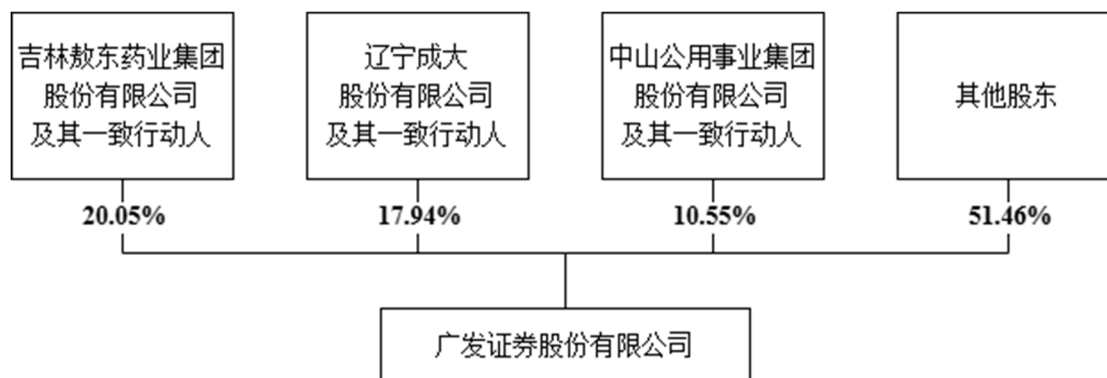 吉林敖东药业集团
股份有限公司
及其一致行动人
辽宁成大
股份有限公司
及其一致行动人
中山公用事业集团
股份有限公司
及其一致行动人
其他股东
20.05%
17.94%
10.55%
51.46%
广发证券股份有限公司